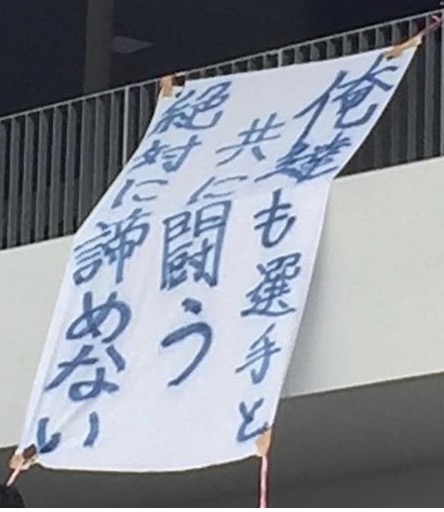 俺達も選手と
共に闘う
絶対に諦めない